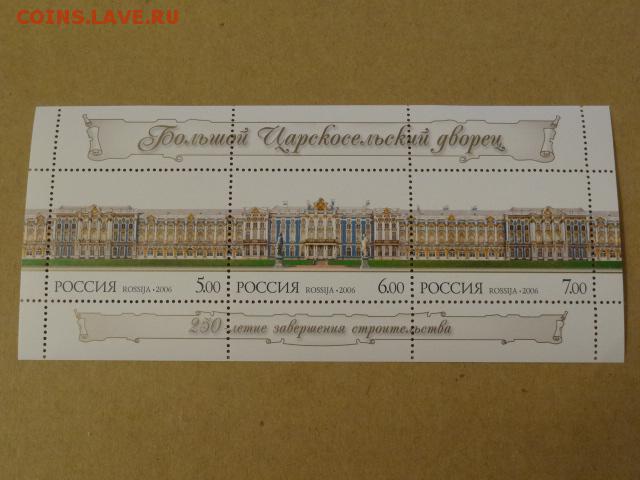 COINS.LAVE.RU
Большой Царскосельский дворец
РОССИЯ ROSSIJA • 2006 5.00 РОССИЯ ROSSIJA • 2006 6.00 РОССИЯ ROSSIJA • 2006 7.00
250-летие завершения строительства